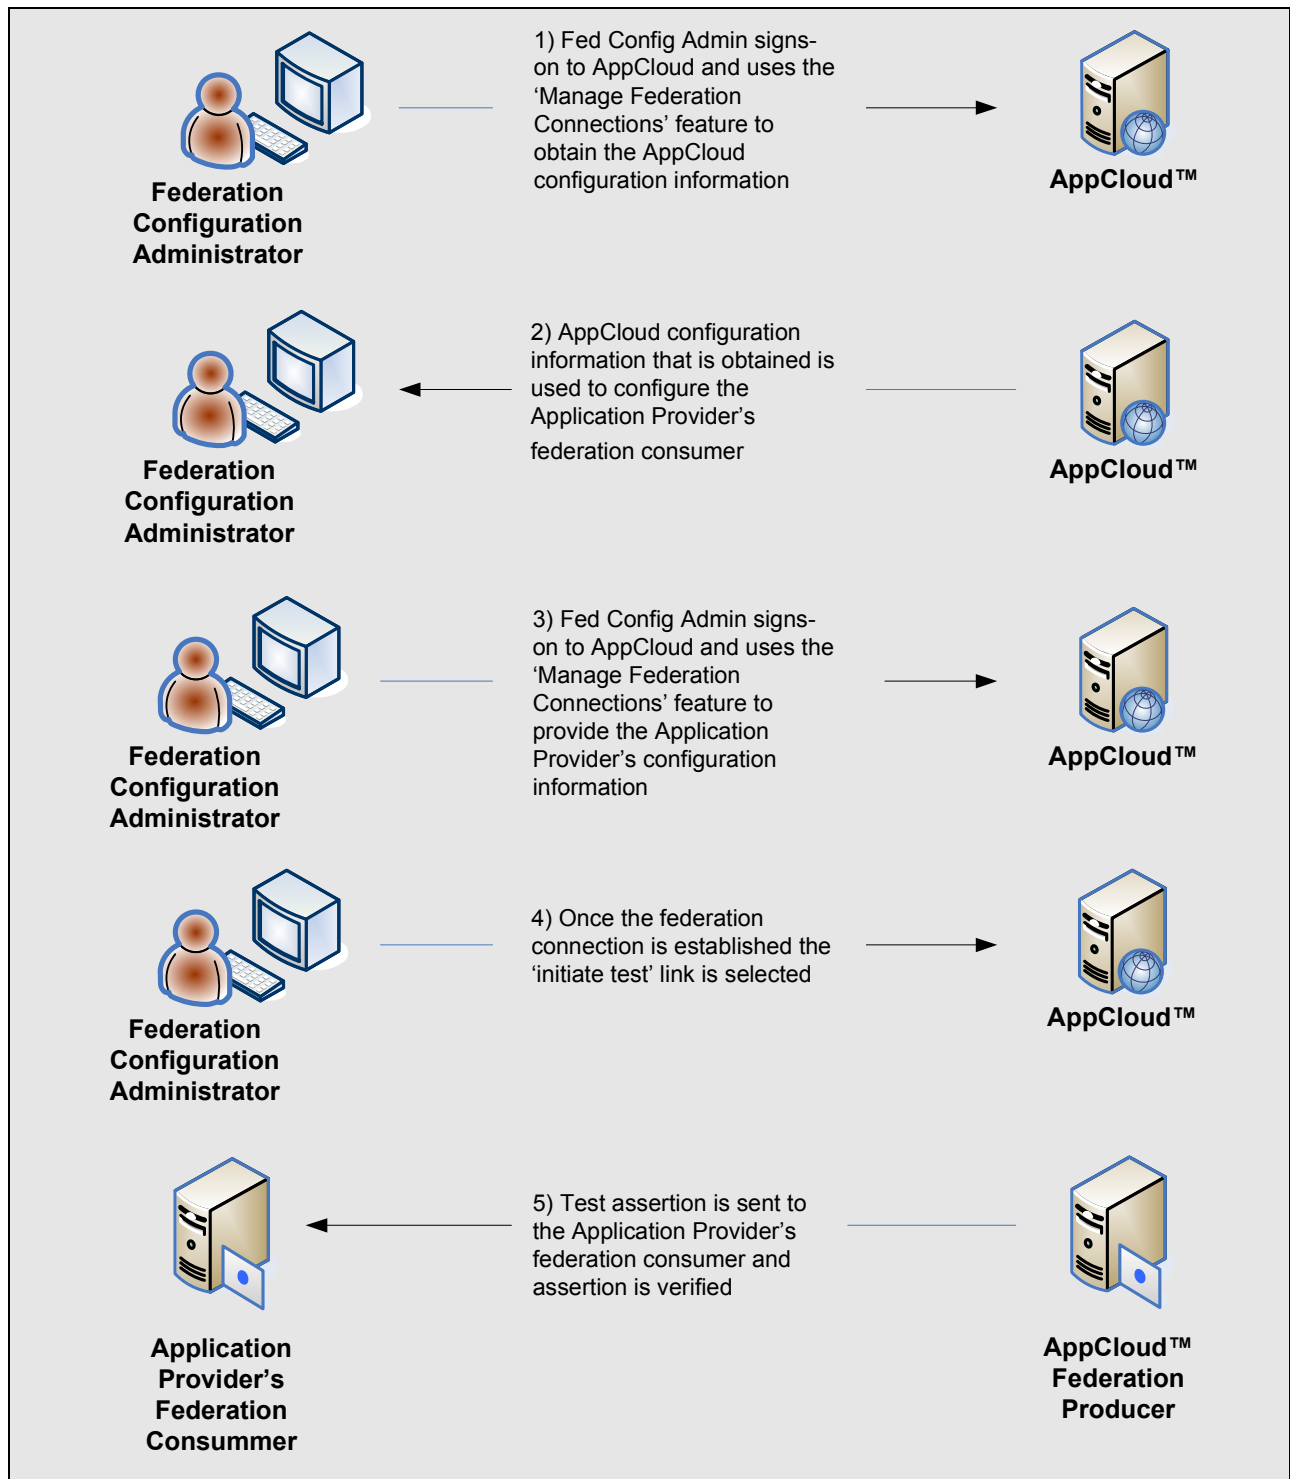 1) Fed Config Admin signs-
on to AppCloud and uses the
‘Manage Federation
Connections’ feature to
obtain the AppCloud
configuration information
Federation
Configuration
Administrator
AppCloud™
2) AppCloud configuration
information that is obtained is
used to configure the
Application Provider’s
federation consumer
Federation
Configuration
Administrator
AppCloud™
3) Fed Config Admin signs-
on to AppCloud and uses the
‘Manage Federation
Connections’ feature to
provide the Application
Provider’s configuration
information
Federation
Configuration
Administrator
AppCloud™
4) Once the federation
connection is established the
‘initiate test’ link is selected
Federation
Configuration
Administrator
AppCloud™
5) Test assertion is sent to
the Application Provider’s
federation consumer and
assertion is verified
Application
Provider’s
Federation
Consummer
AppCloud™
Federation
Producer